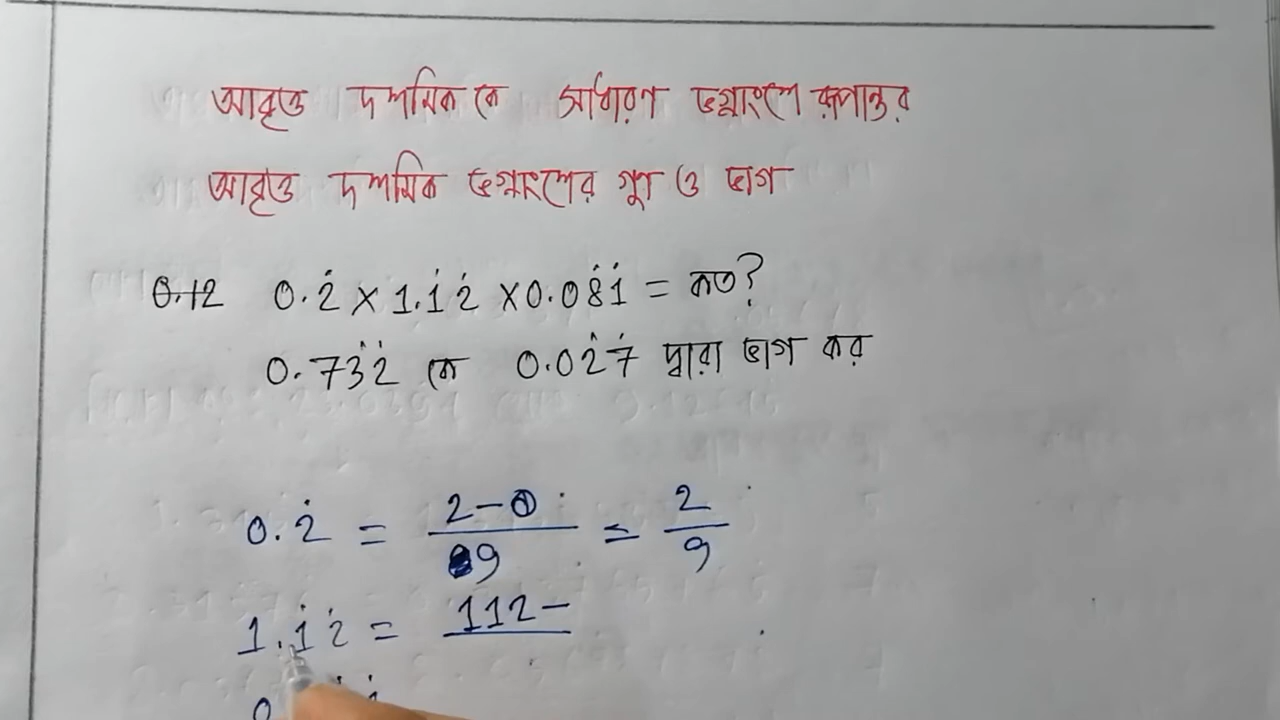 আবৃত্ত দশমিক কে সাধারণ ভগ্নাংশে রূপান্তর
আবৃত্ত দশমিক ভগ্নাংশের গুণ ও ভাগ
0.12 0.2̇ × 1.1̇2̇ × 0.08̇1̇ = কত?
0.73̇2̇ কে 0.02̇7̇ দ্বারা ভাগ কর
0.2̇ = 2-0/9 = 2/9
1.1̇2̇ = 112-
0